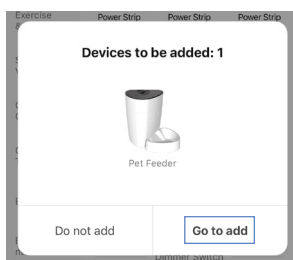 Exercise
Power Strip Power Strip Power Strip
Devices to be added: 1
Pet Feeder
Do not add
Go to add
Dimmer Switch